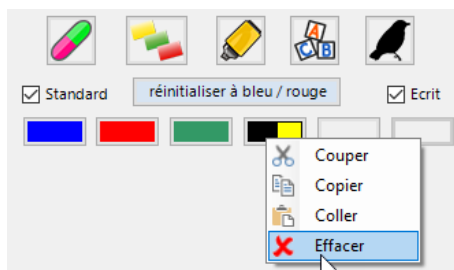 A
C B
Standard
réinitialiser à bleu / rouge
Ecrit
Couper
Copier
Coller
Effacer